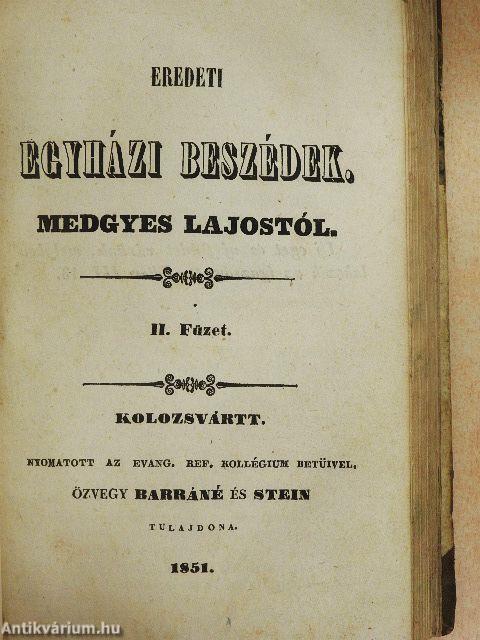 EREDETI
EGYHÁZI BESZÉDEK.
MEDGYES LAJOSTÓL.
II. Füzet.
KOLOZSVÁRTT.
NYOMATOTT AZ EVANG. REF. KOLLÉGIUM BETÜIVEL,
ÖZVEGY BARRÁNÉ ÉS STEIN
TULAJDONA.
1851.
Antikvárium.hu